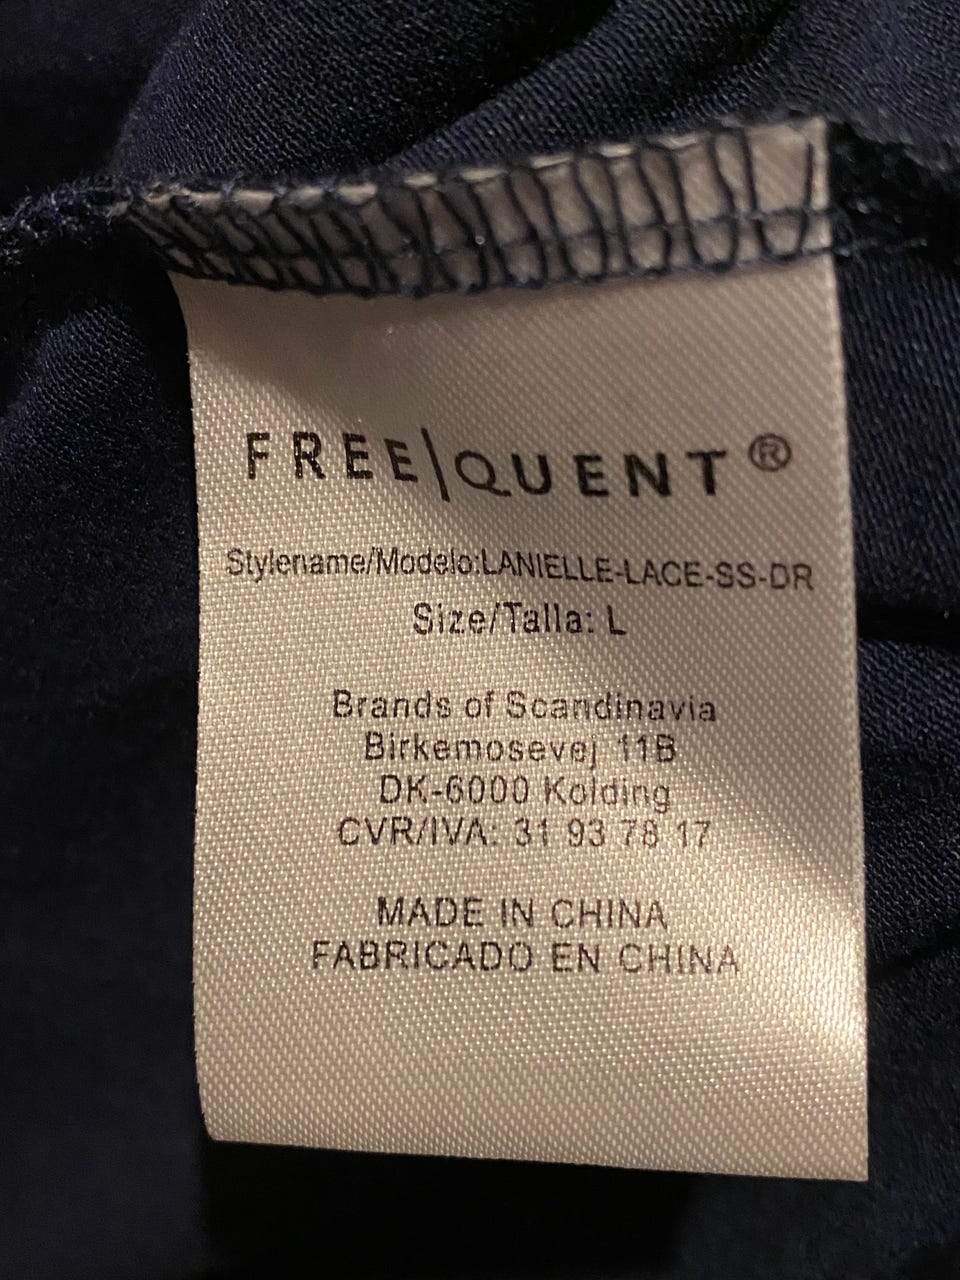 FREE|QUENT®
Stylename/Modelo:LANIELLE-LACE-SS-DR
Size/Talla: L
Brands of Scandinavia
Birkemosevej 11B
DK-6000 Kolding
CVR/IVA: 31 93 78 17
MADE IN CHINA
FABRICADO EN CHINA